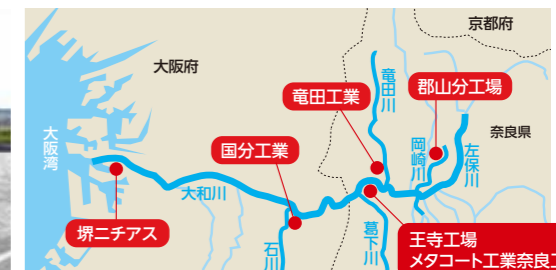 京都府
大阪府
竜田工業
竜田川
郡山分工場
奈良県
大阪湾
国分工業
岡崎川
左保川
大和川
堺ニチアス
石川
葛下川
王寺工場
メタコート工業奈良工